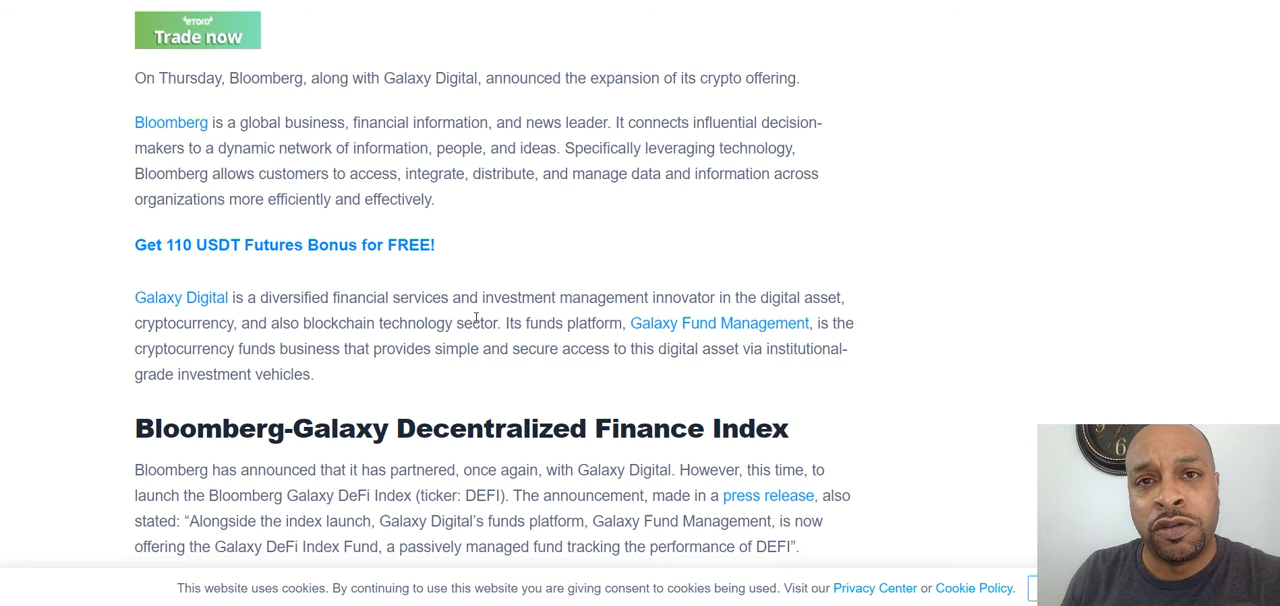 eToro
Trade now
On Thursday, Bloomberg, along with Galaxy Digital, announced the expansion of its crypto offering.
Bloomberg is a global business, financial information, and news leader. It connects influential decision-
makers to a dynamic network of information, people, and ideas. Specifically leveraging technology,
Bloomberg allows customers to access, integrate, distribute, and manage data and information across
organizations more efficiently and effectively.
Get 110 USDT Futures Bonus for FREE!
Galaxy Digital is a diversified financial services and investment management innovator in the digital asset,
cryptocurrency, and also blockchain technology sector. Its funds platform, Galaxy Fund Management, is the
cryptocurrency funds business that provides simple and secure access to this digital asset via institutional-
grade investment vehicles.
Bloomberg-Galaxy Decentralized Finance Index
Bloomberg has announced that it has partnered, once again, with Galaxy Digital. However, this time, to
launch the Bloomberg Galaxy DeFi Index (ticker: DEFI). The announcement, made in a press release, also
stated: “Alongside the index launch, Galaxy Digital’s funds platform, Galaxy Fund Management, is now
offering the Galaxy DeFi Index Fund, a passively managed fund tracking the performance of DEFI”.
This website uses cookies. By continuing to use this website you are giving consent to cookies being used. Visit our Privacy Center or Cookie Policy.
6